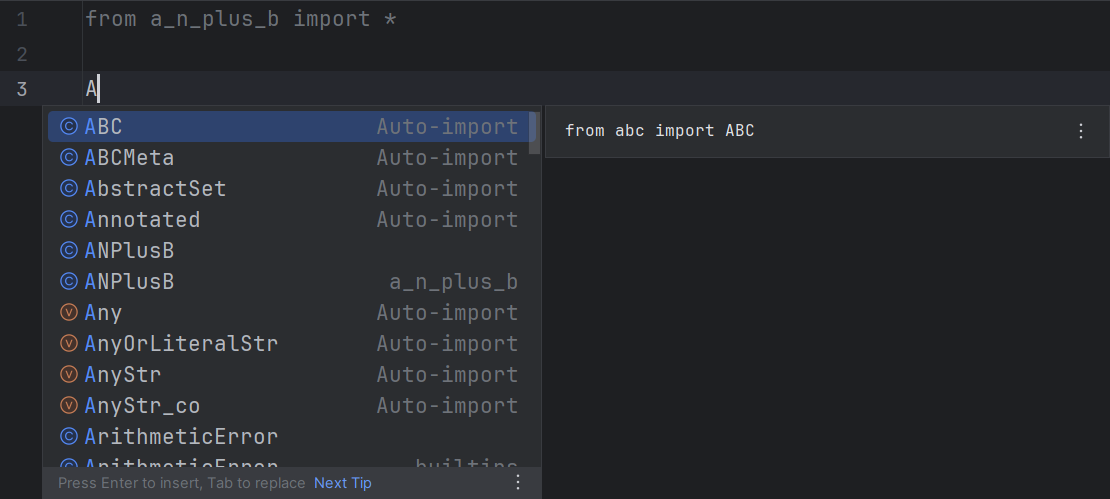 1 from a_n_plus_b import *
2
3 A
ABC Auto-import
from abc import ABC
ABCMeta Auto-import
AbstractSet Auto-import
Annotated Auto-import
ANPlusB
ANPlusB a_n_plus_b
Any Auto-import
AnyOrLiteralStr Auto-import
AnyStr Auto-import
AnyStr_co Auto-import
ArithmeticError
ArithmeticError builtins
Press Enter to insert, Tab to replace Next Tip